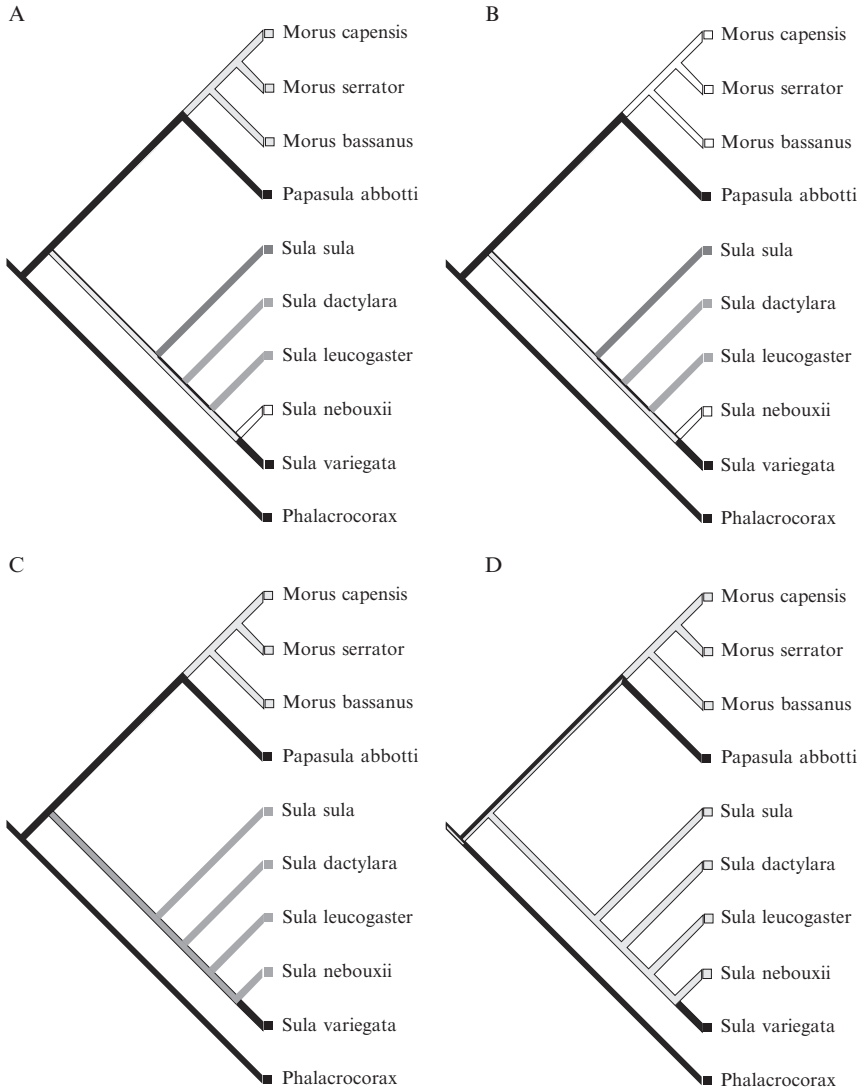 A
Morus capensis
Morus serrator
Morus bassanus
Papasula abbotti
Sula sula
Sula dactylara
Sula leucogaster
Sula nebouxii
Sula variegata
Phalacrocorax
B
Morus capensis
Morus serrator
Morus bassanus
Papasula abbotti
Sula sula
Sula dactylara
Sula leucogaster
Sula nebouxii
Sula variegata
Phalacrocorax
C
Morus capensis
Morus serrator
Morus bassanus
Papasula abbotti
Sula sula
Sula dactylara
Sula leucogaster
Sula nebouxii
Sula variegata
Phalacrocorax
D
Morus capensis
Morus serrator
Morus bassanus
Papasula abbotti
Sula sula
Sula dactylara
Sula leucogaster
Sula nebouxii
Sula variegata
Phalacrocorax